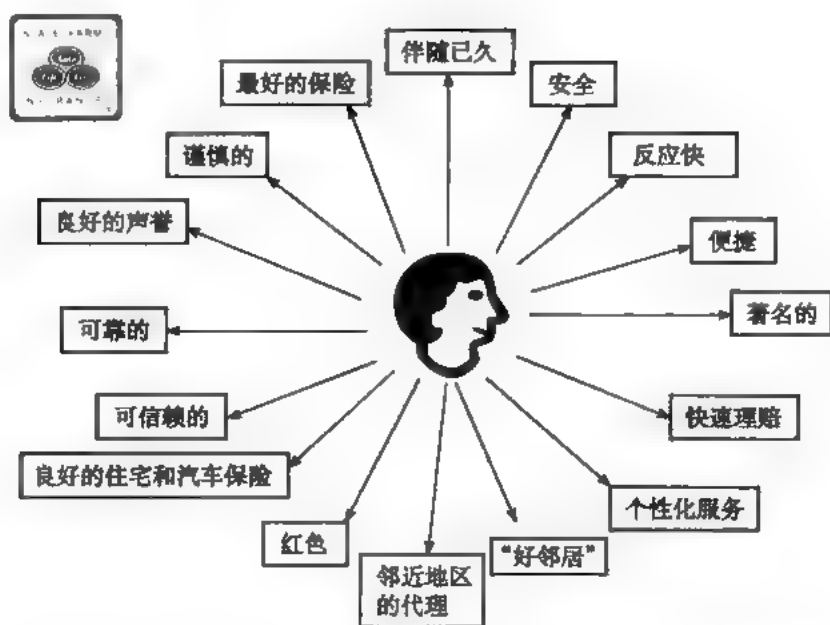 伴随已久
最好的保险
安全
谨慎的
反应快
良好的声誉
便捷
可靠的
著名的
可信赖的
快速理赔
良好的住宅和汽车保险
个性化服务
红色
“好邻居”
邻近地区
的代理